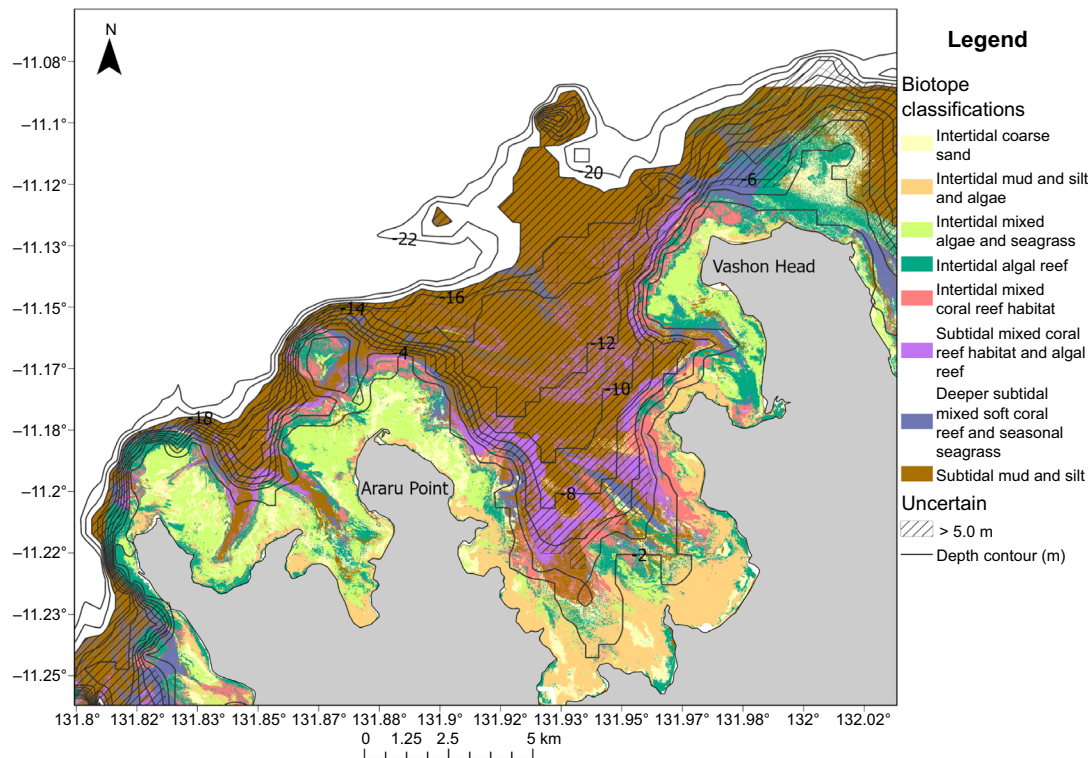 N
−11.08°
−11.1°
−11.12°
−11.13°
−11.15°
−11.17°
−11.18°
−11.2°
−11.22°
−11.23°
−11.25°
-20
-6
-22
Vashon Head
-16
-14
-12
4
-10
-18
Araru Point
-8
-2
131.8°
131.82°
131.83°
131.85°
131.87°
131.88°
131.9°
131.92°
131.93°
131.95°
131.97°
131.98°
132°
132.02°
0 1.25 2.5 5 km
Legend
Biotope
classifications
Intertidal coarse
sand
Intertidal mud and silt
and algae
Intertidal mixed
algae and seagrass
Intertidal algal reef
Intertidal mixed
coral reef habitat
Subtidal mixed coral
reef habitat and algal
reef
Deeper subtidal
mixed soft coral
reef and seasonal
seagrass
Subtidal mud and silt
Uncertain
> 5.0 m
Depth contour (m)